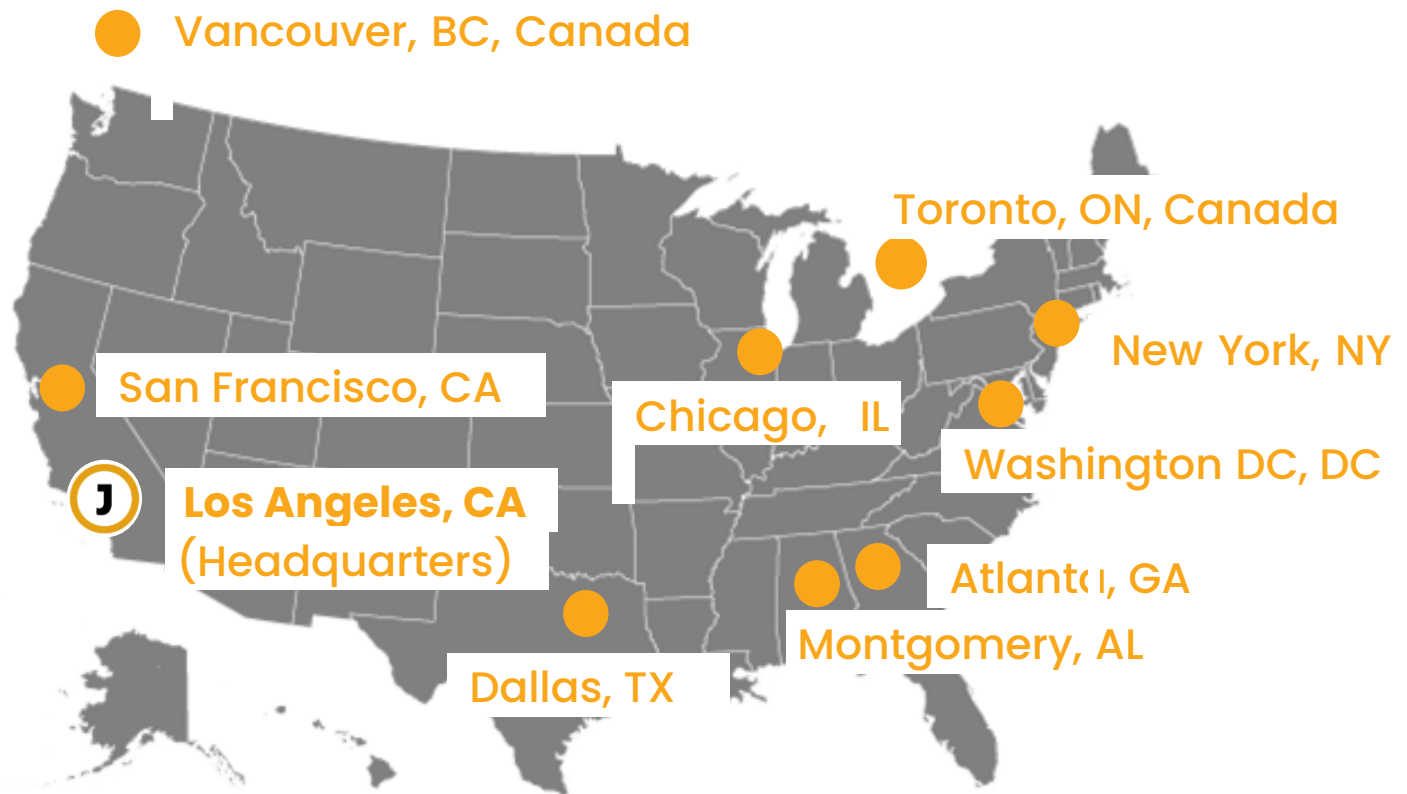 Vancouver, BC, Canada
Toronto, ON, Canada
New York, NY
San Francisco, CA
Chicago, IL
Washington DC, DC
J
Los Angeles, CA
(Headquarters)
Atlanta, GA
Montgomery, AL
Dallas, TX